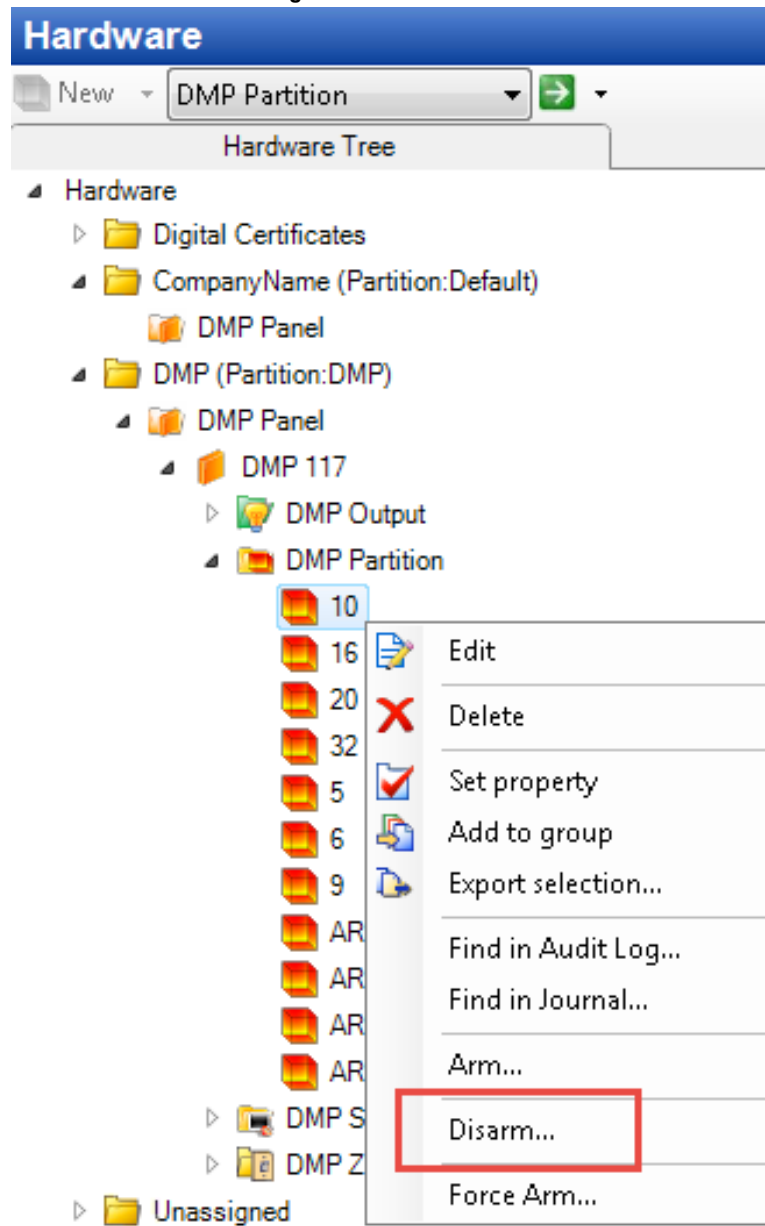 Hardware
New DMP Partition
Hardware Tree
Hardware
Digital Certificates
CompanyName (Partition:Default)
DMP Panel
DMP (Partition:DMP)
DMP Panel
DMP 117
DMP Output
DMP Partition
10
16 Edit
20 Delete
32
5 Set property
6 Add to group
9 Export selection...
AR Find in Audit Log...
AR Find in Journal...
AR
AR Arm...
DMP S Disarm...
DMP Z
Unassigned Force Arm...